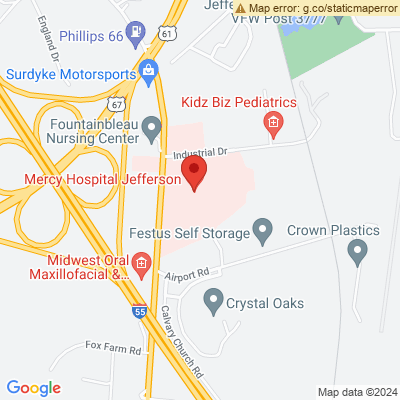 Jeffe
Map error: g.co/staticmaperror
VFW Post 3777
England Dr
Phillips 66
61
Surdyke Motorsports
67
Kidz Biz Pediatrics
Fountainbleau
Nursing Center
Industrial Dr
Mercy Hospital Jefferson
Festus Self Storage
Crown Plastics
Midwest Oral
Maxillofacial &...
Airport Rd
55
Crystal Oaks
Calvary Church Rd
Fox Farm Rd
Google
Map data ©2024